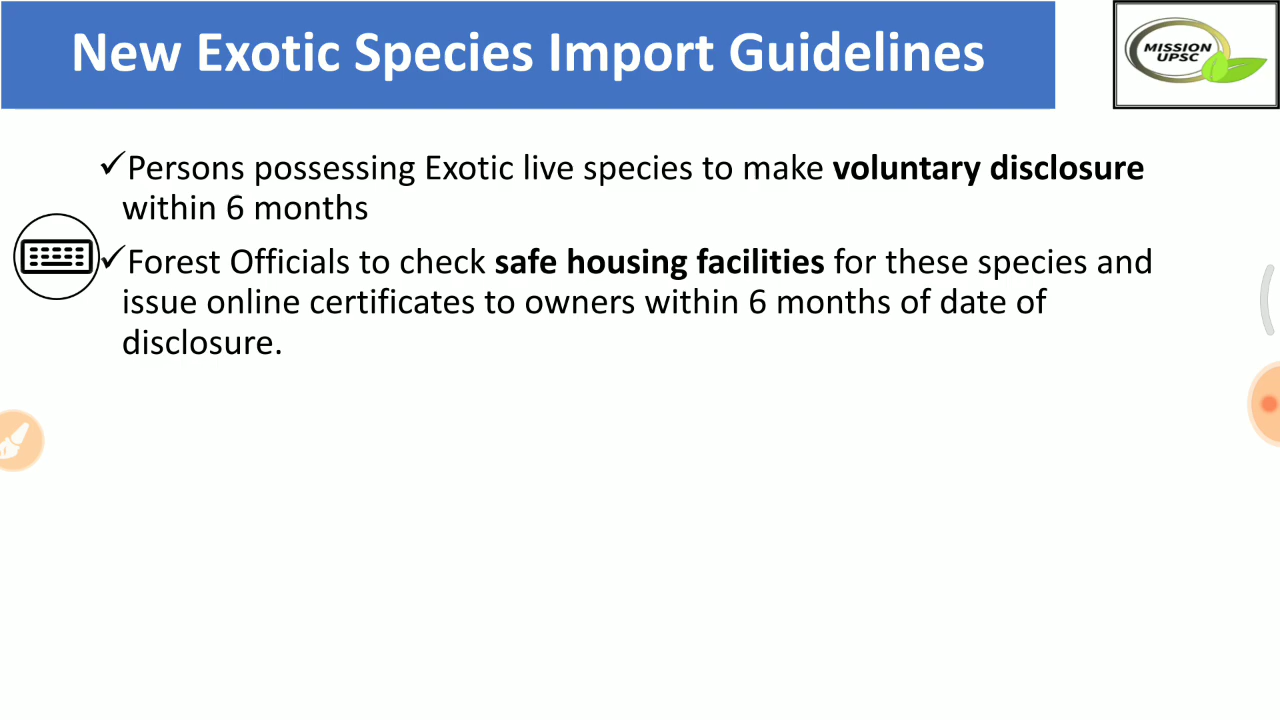 New Exotic Species Import Guidelines
MISSION
UPSC
✓Persons possessing Exotic live species to make voluntary disclosure
within 6 months
✓Forest Officials to check safe housing facilities for these species and
issue online certificates to owners within 6 months of date of
disclosure.